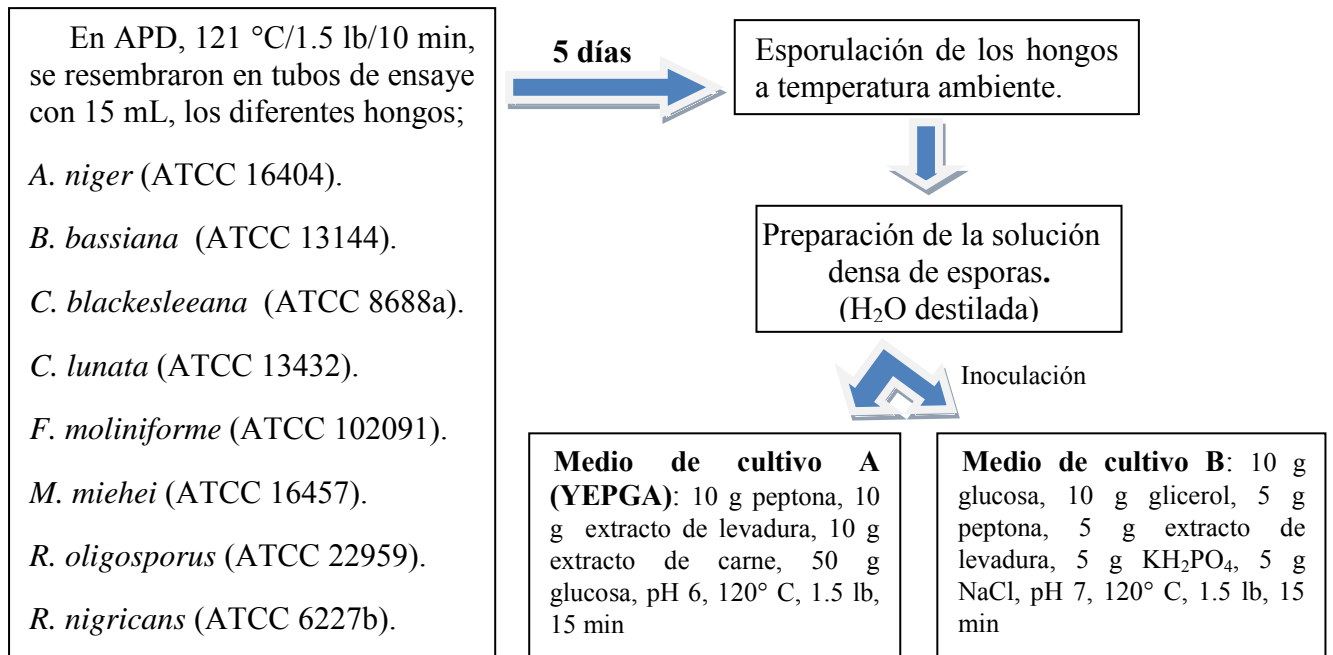 En APD, 121 °C/1.5 lb/10 min,
se resembraron en tubos de ensaye
con 15 mL, los diferentes hongos;
A. niger (ATCC 16404).
B. bassiana (ATCC 13144).
C. blackesleeana (ATCC 8688a).
C. lunata (ATCC 13432).
F. moliniforme (ATCC 102091).
M. miehei (ATCC 16457).
R. oligosporus (ATCC 22959).
R. nigricans (ATCC 6227b).
5 días
Esporulación de los hongos
a temperatura ambiente.
Preparación de la solución
densa de esporas.
(H₂O destilada)
Inoculación
Medio de cultivo A
(YEPGA): 10 g peptona, 10
g extracto de levadura, 10 g
extracto de carne, 50 g
glucosa, pH 6, 120° C, 1.5 lb,
15 min
Medio de cultivo B: 10 g
glucosa, 10 g glicerol, 5 g
peptona, 5 g extracto de
levadura, 5 g KH₂PO₄, 5 g
NaCl, pH 7, 120° C, 1.5 lb, 15
min